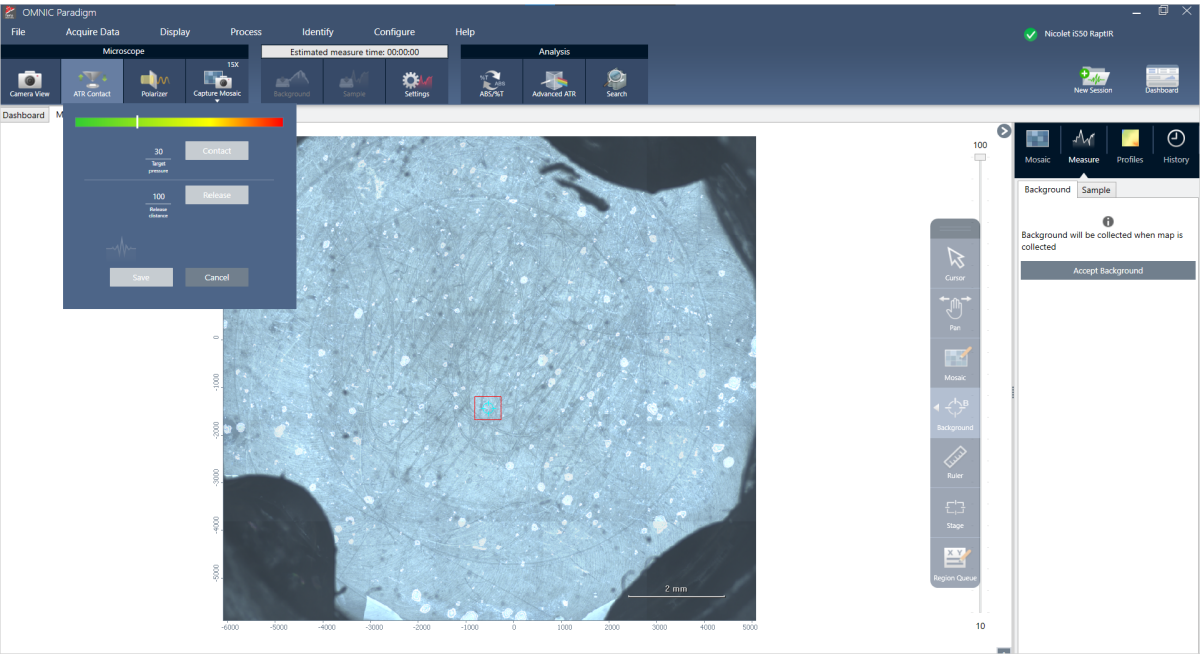 OMNIC Paradigm
File Acquire Data Display Process Identify Configure Help
Nicolet iS50 RaptIR
Microscope
Estimated measure time: 00:00:00
Analysis
15X
Camera View
ATR Contact
Polarizer
Capture Mosaic
Background
Sample
Settings
%T
ABS
ABS/%T
Advanced ATR
Search
New Session
Dashboard
Dashboard
M
30
Target
pressure
Contact
100
Release
distance
Release
Save
Cancel
0
-1000
-2000
-3000
-4000
-5000
-6000 -5000 -4000 -3000 -2000 -1000 0 1000 2000 3000 4000 5000
2 mm
100
10
Cursor
Pan
Mosaic
B
Background
Ruler
Stage
X Y
Region Queue
Mosaic
Measure
Profiles
History
Background
Sample
Background will be collected when map is
collected
Accept Background